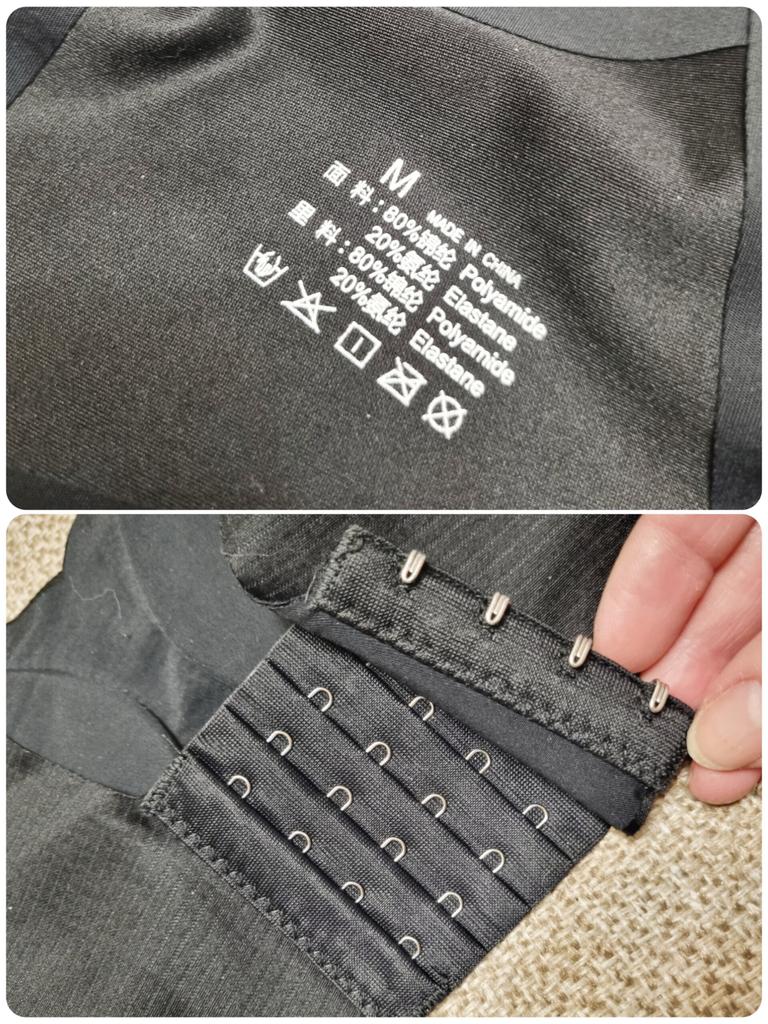 M
MADE IN CHINA
面 料 : 80%锦纶 Polyamide
20%氨纶 Elastane
里 料 : 80%锦纶 Polyamide
20%氨纶 Elastane